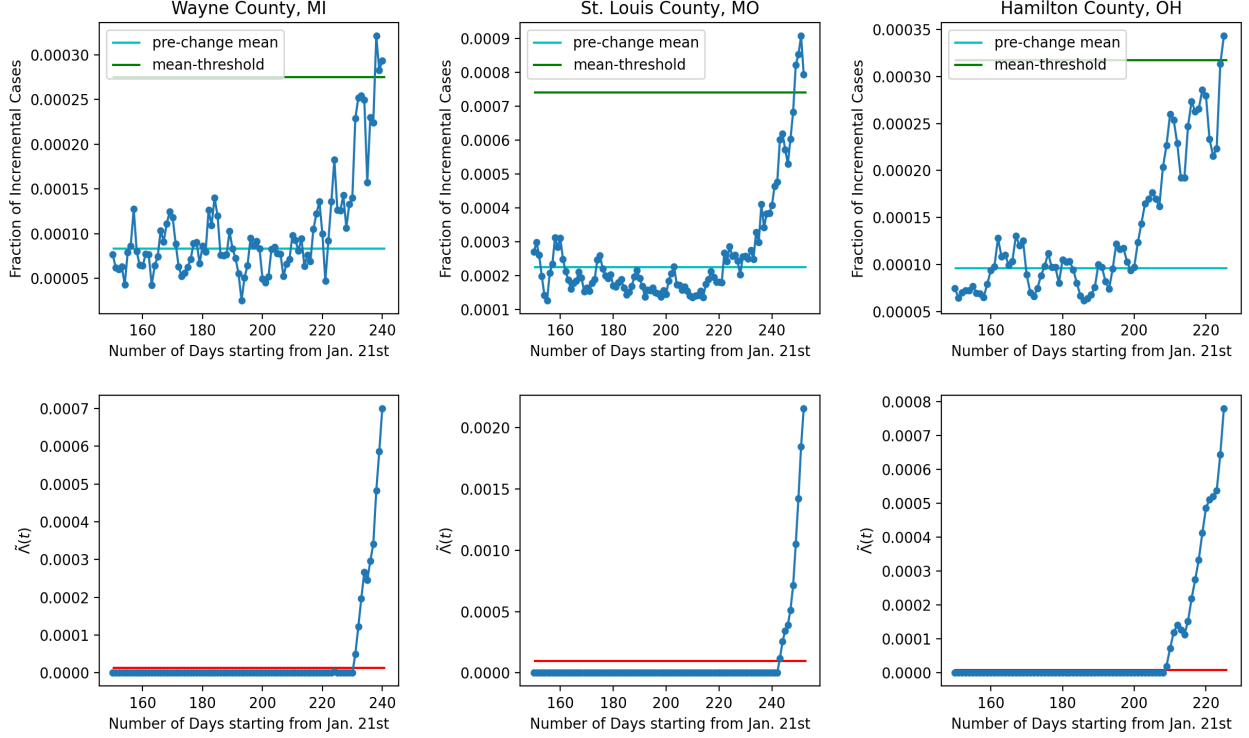 Wayne County, MI
St. Louis County, MO
Hamilton County, OH
Fraction of Incremental Cases
0.00030
0.00025
0.00020
0.00015
0.00010
0.00005
pre-change mean
mean-threshold
160 180 200 220 240
Number of Days starting from Jan. 21st
Fraction of Incremental Cases
0.0009
0.0008
0.0007
0.0006
0.0005
0.0004
0.0003
0.0002
0.0001
pre-change mean
mean-threshold
160 180 200 220 240
Number of Days starting from Jan. 21st
Fraction of Incremental Cases
0.00035
0.00030
0.00025
0.00020
0.00015
0.00010
0.00005
pre-change mean
mean-threshold
160 180 200 220
Number of Days starting from Jan. 21st
Λ̃(t)
0.0007
0.0006
0.0005
0.0004
0.0003
0.0002
0.0001
0.0000
160 180 200 220 240
Number of Days starting from Jan. 21st
Λ̃(t)
0.0020
0.0015
0.0010
0.0005
0.0000
160 180 200 220 240
Number of Days starting from Jan. 21st
Λ̃(t)
0.0008
0.0007
0.0006
0.0005
0.0004
0.0003
0.0002
0.0001
0.0000
160 180 200 220
Number of Days starting from Jan. 21st